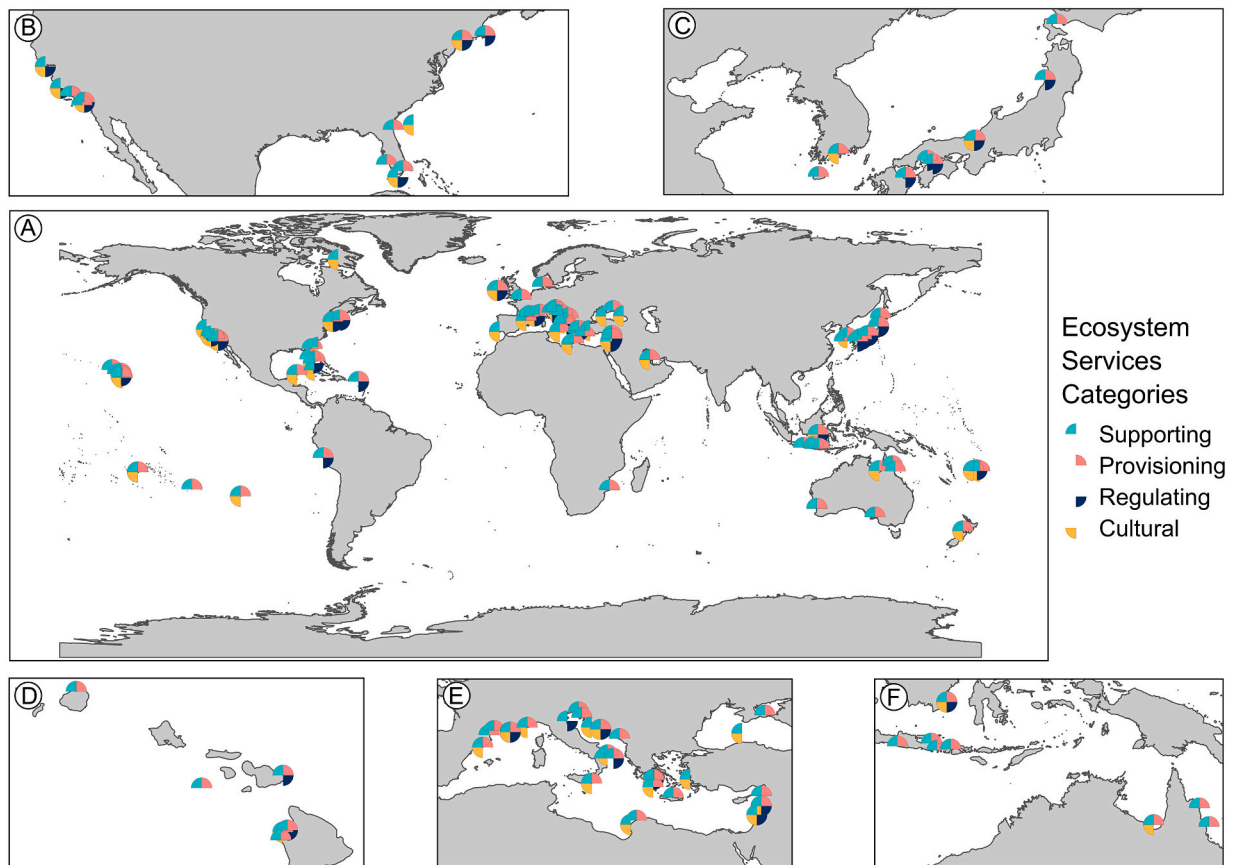 B
C
A
Ecosystem
Services
Categories
Supporting
Provisioning
Regulating
Cultural
D
E
F